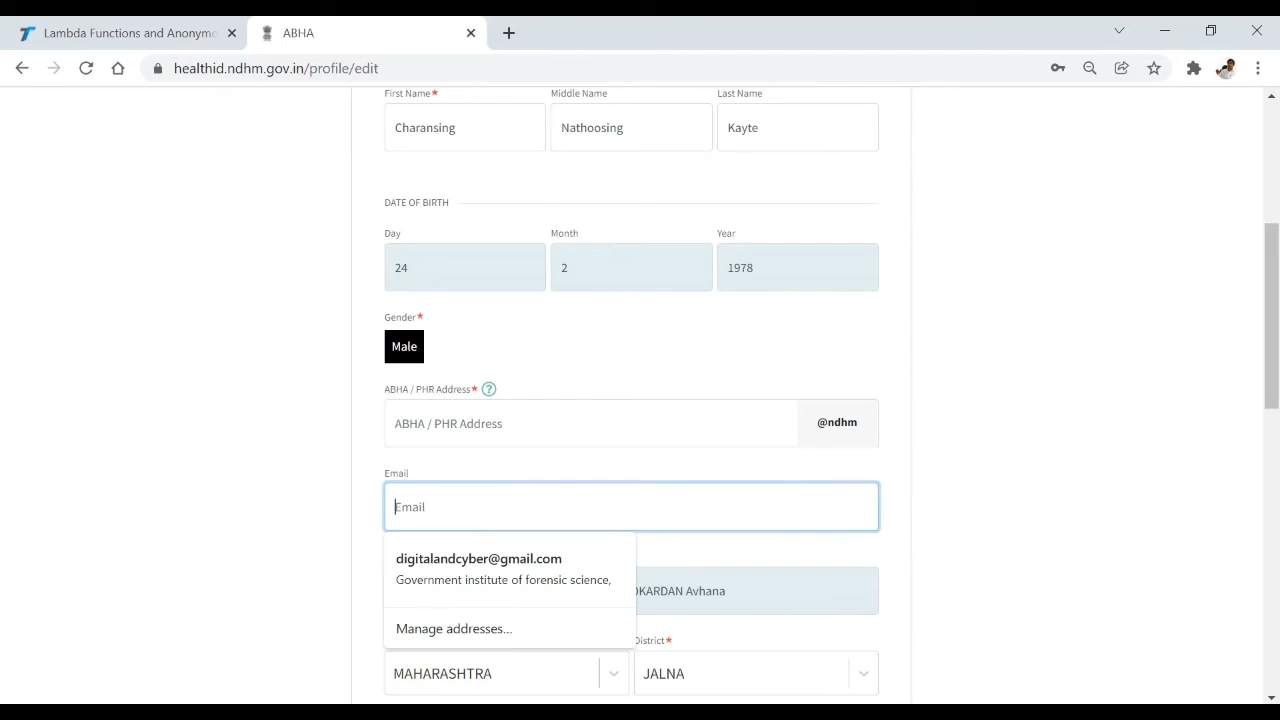 Lambda Functions and Anonymo
ABHA
healthid.ndhm.gov.in/profile/edit
First Name* Middle Name Last Name
Charansing Nathoosing Kayte
DATE OF BIRTH
Day Month Year
24 2 1978
Gender*
Male
ABHA / PHR Address* ?
ABHA / PHR Address @ndhm
Email
Email
digitalandcyber@gmail.com
Government institute of forensic science,
OKARDAN Avhana
Manage addresses...
District*
MAHARASHTRA JALNA